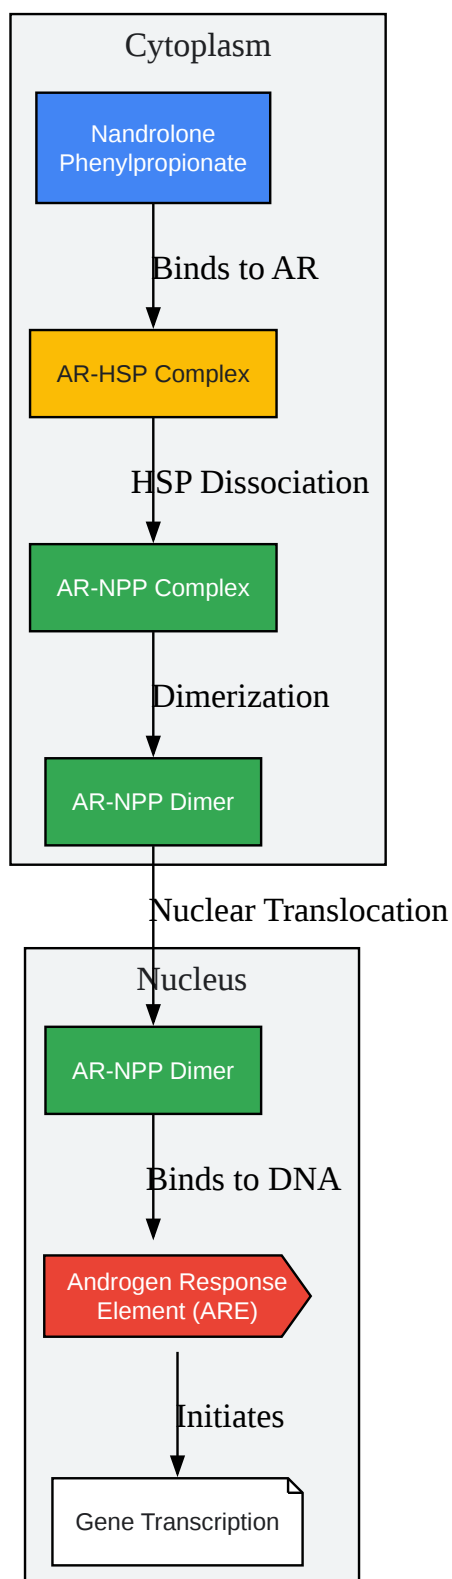 Cytoplasm
Nandrolone
Phenylpropionate
Binds to AR
AR-HSP Complex
HSP Dissociation
AR-NPP Complex
Dimerization
AR-NPP Dimer
Nuclear Translocation
Nucleus
AR-NPP Dimer
Binds to DNA
Androgen Response
Element (ARE)
Initiates
Gene Transcription